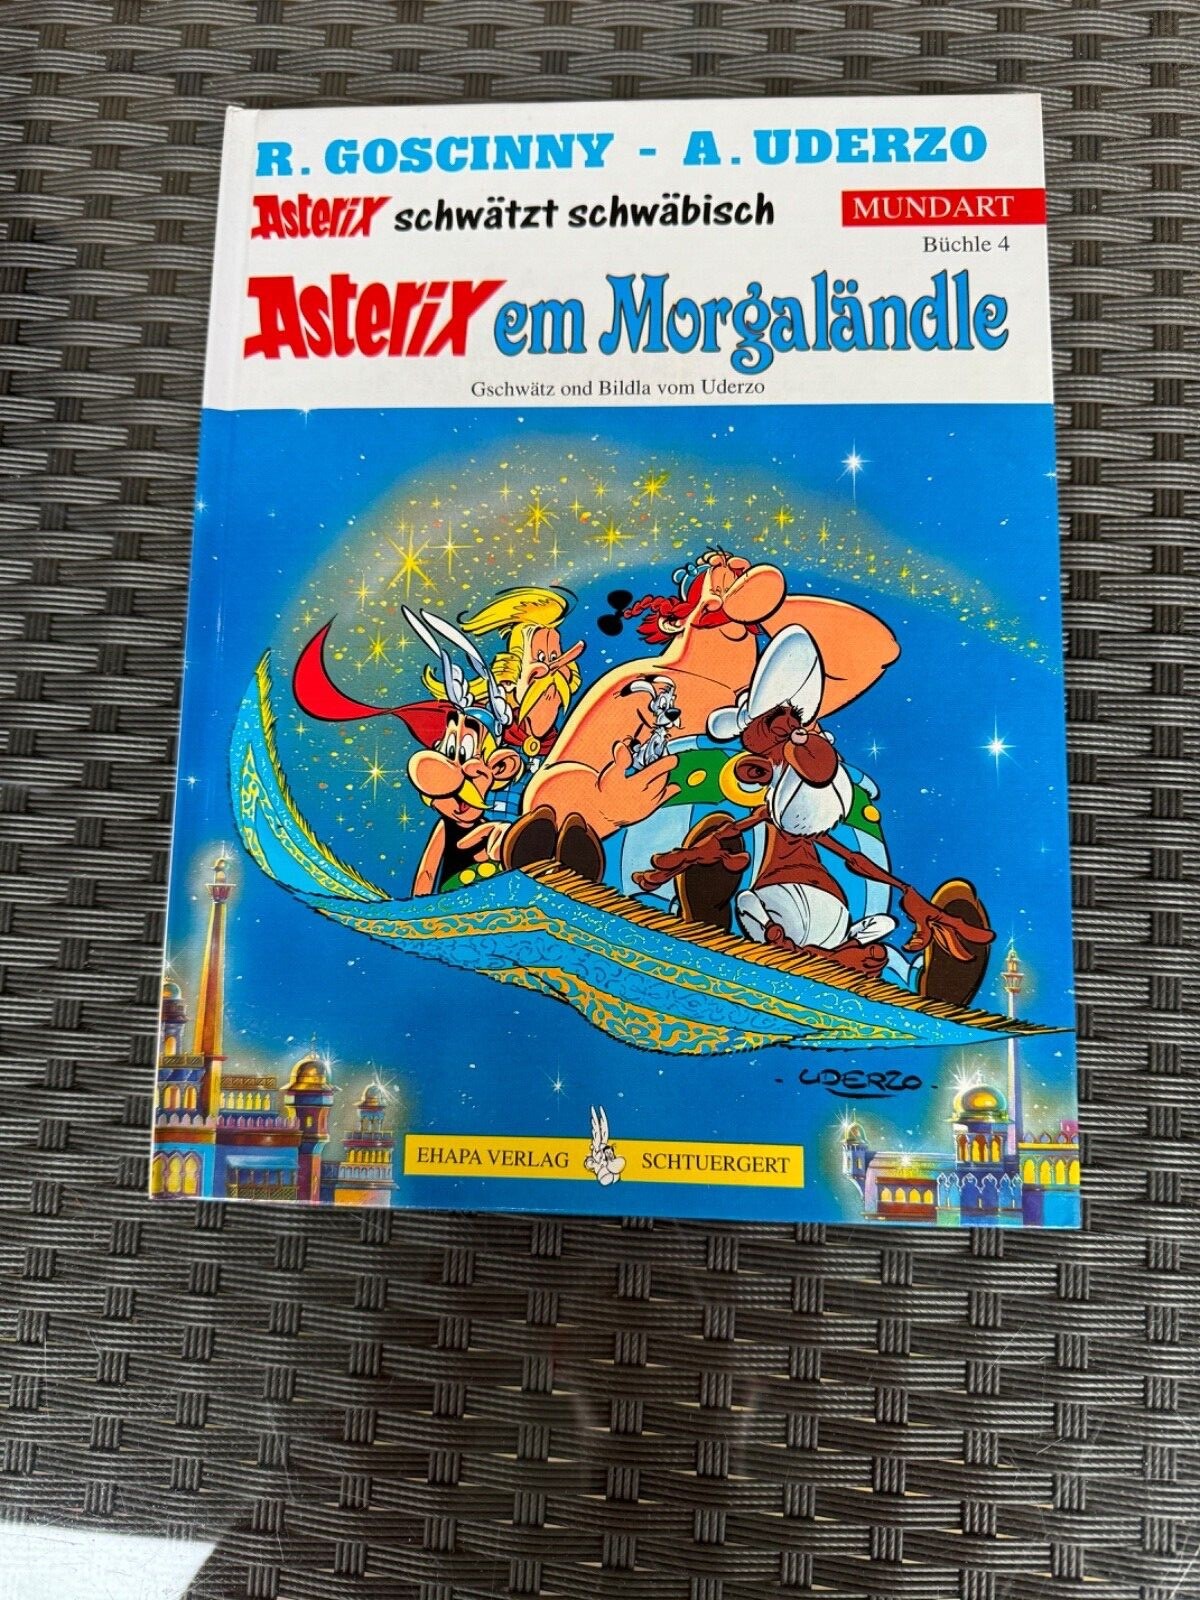 R. GOSCINNY - A. UDERZO
Asterix schwätzt schwäbisch
MUNDART
Büchle 4
Asterix em Morgaländle
Gschwätz ond Bildla vom Uderzo
- UDERZO -
EHAPA VERLAG SCHTUERGERT